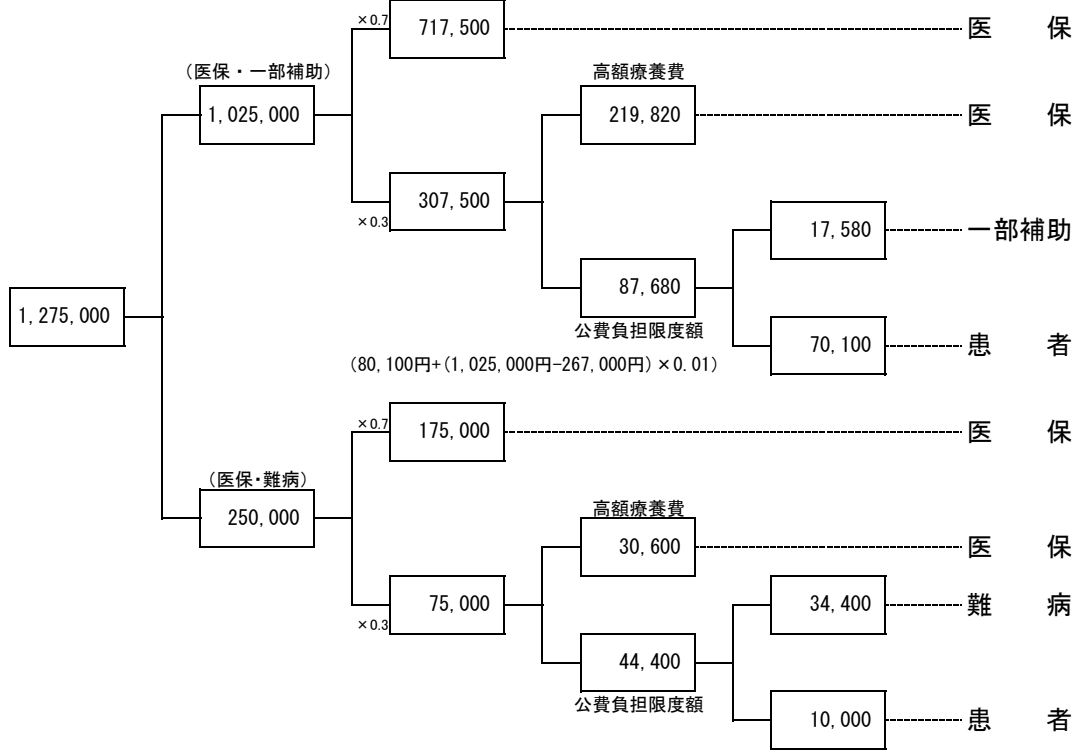 ×0.7
717,500
医　保
(医保・一部補助)
1,025,000
高額療養費
219,820
医　保
307,500
×0.3
17,580
一部補助
87,680
公費負担限度額
1,275,000
70,100
患　者
(80,100円+(1,025,000円-267,000円)×0.01)
×0.7
175,000
医　保
(医保・難病)
250,000
高額療養費
30,600
医　保
75,000
×0.3
34,400
難　病
44,400
公費負担限度額
10,000
患　者